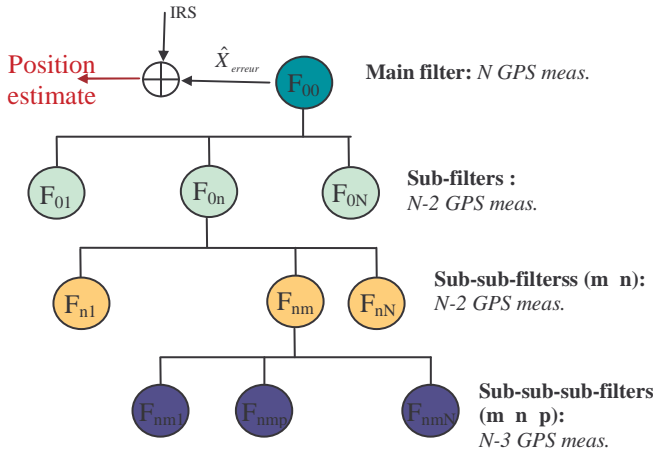 IRS
X̂ erreur
Position
estimate
F00
Main filter: N GPS meas.
F01
F0n
F0N
Sub-filters :
N-2 GPS meas.
Fn1
Fnm
FnN
Sub-sub-filterss (m n):
N-2 GPS meas.
Fnm1
Fnmp
FnmN
Sub-sub-sub-filters
(m n p):
N-3 GPS meas.